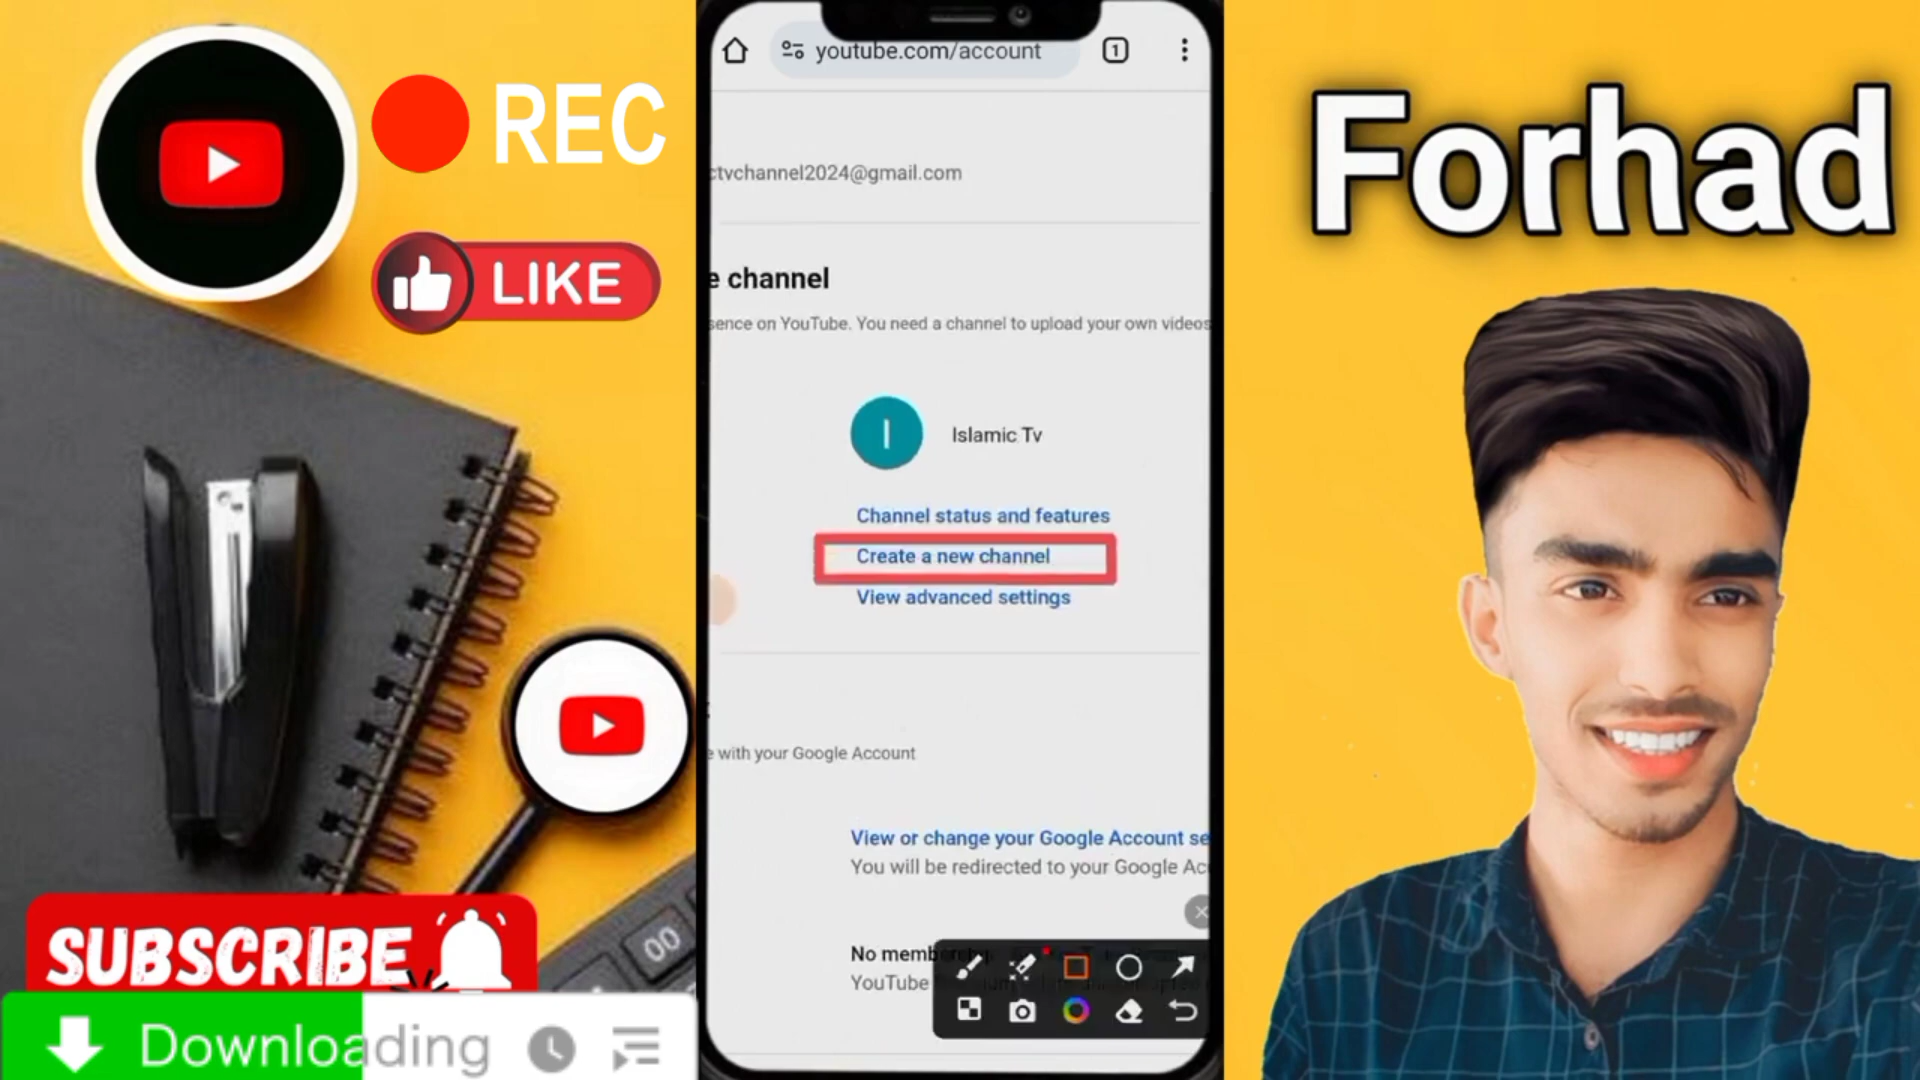 REC
LIKE
SUBSCRIBE
Downloading
00
youtube.com/account
1
ctvchannel2024@gmail.com
e channel
sence on YouTube. You need a channel to upload your own videos
I
Islamic Tv
Channel status and features
Create a new channel
View advanced settings
e with your Google Account
View or change your Google Account se
You will be redirected to your Google Ac
No memb
YouTube
Forhad